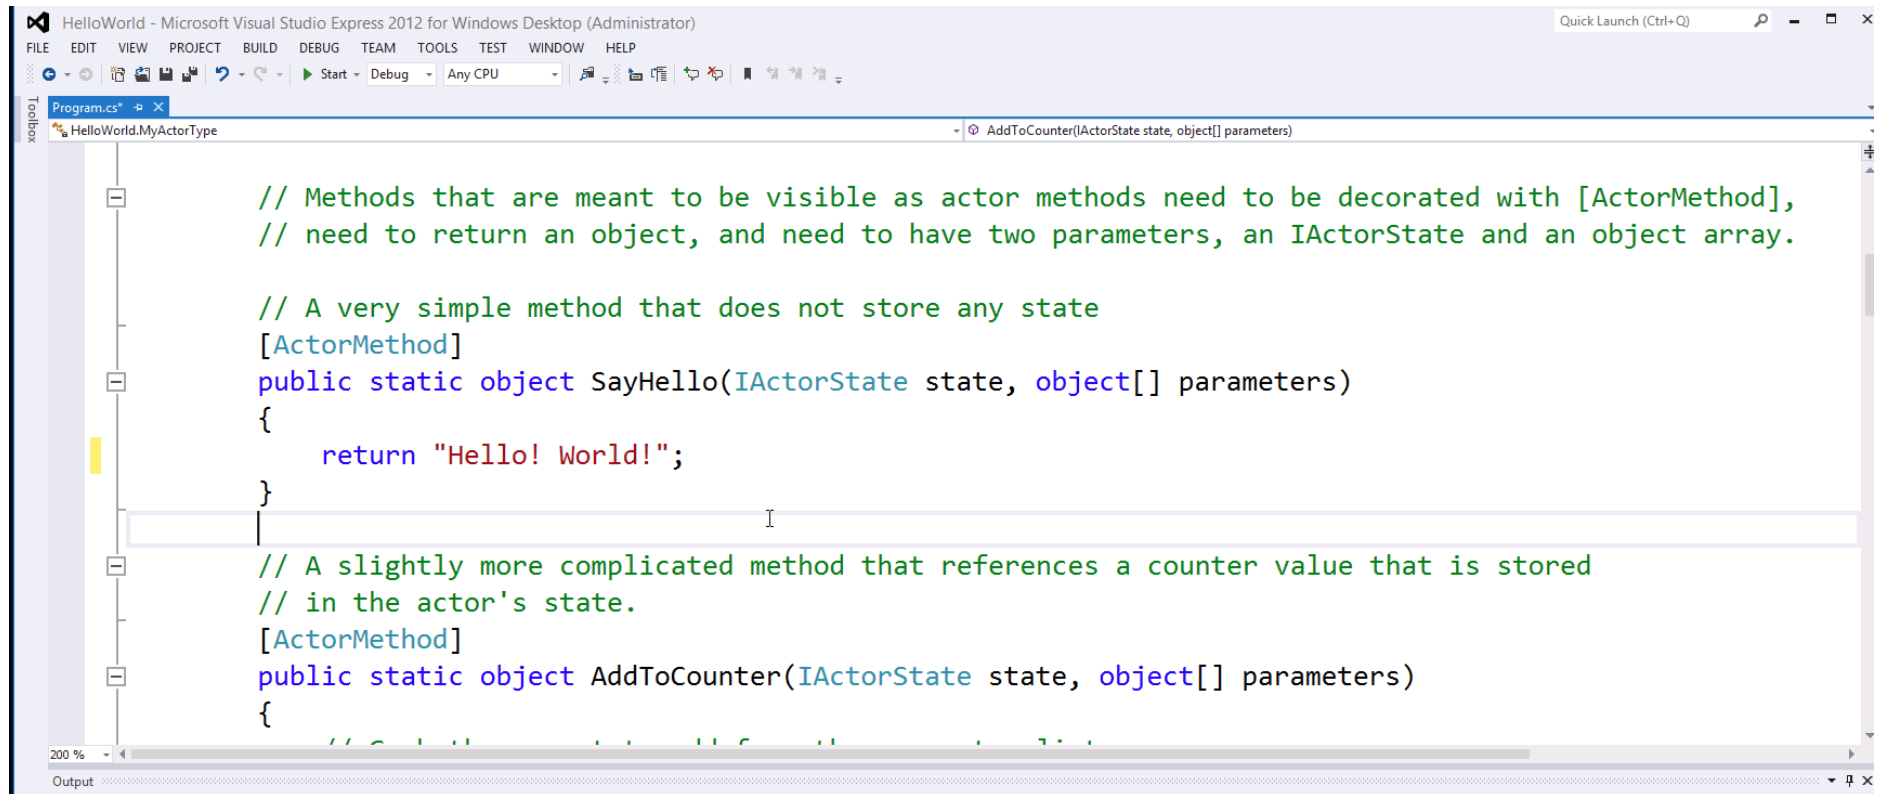 HelloWorld - Microsoft Visual Studio Express 2012 for Windows Desktop (Administrator)
Quick Launch (Ctrl+Q)
FILE EDIT VIEW PROJECT BUILD DEBUG TEAM TOOLS TEST WINDOW HELP
Start Debug Any CPU
Toolbox
Program.cs*
HelloWorld.MyActorType
AddToCounter(IActorState state, object[] parameters)
// Methods that are meant to be visible as actor methods need to be decorated with [ActorMethod],
// need to return an object, and need to have two parameters, an IActorState and an object array.
// A very simple method that does not store any state
[ActorMethod]
public static object SayHello(IActorState state, object[] parameters)
{
return "Hello! World!";
}
// A slightly more complicated method that references a counter value that is stored
// in the actor's state.
[ActorMethod]
public static object AddToCounter(IActorState state, object[] parameters)
{
200 %
Output